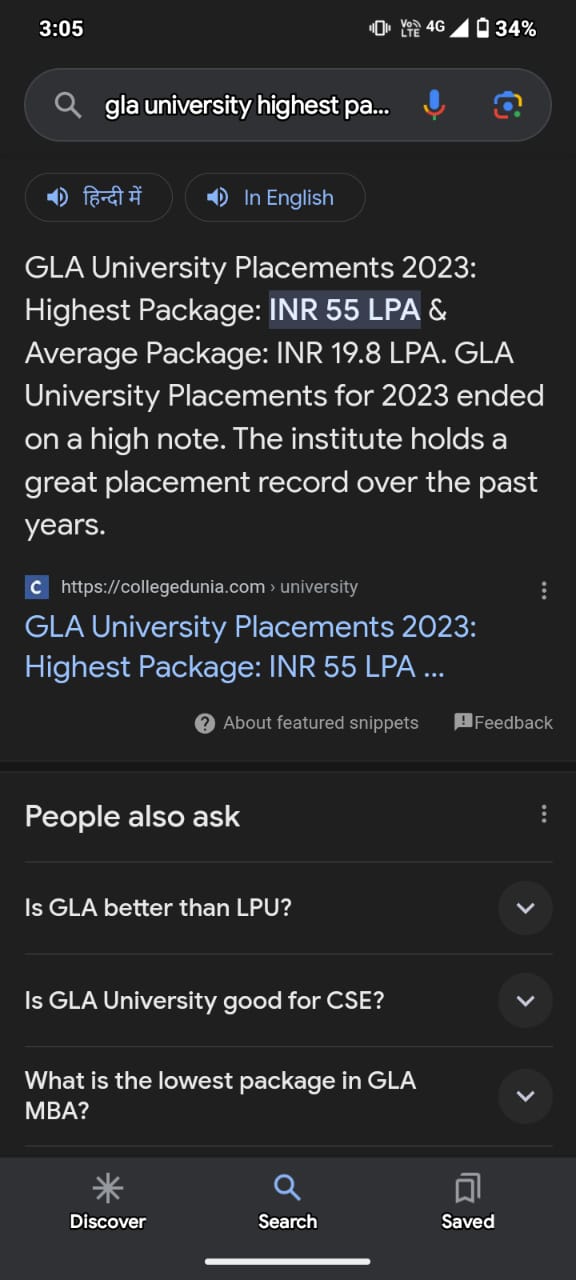 3:05
Vo))
LTE
4G
34%
gla university highest pa...
हिन्दी में
In English
GLA University Placements 2023:
Highest Package: INR 55 LPA &
Average Package: INR 19.8 LPA. GLA
University Placements for 2023 ended
on a high note. The institute holds a
great placement record over the past
years.
C
https://collegedunia.com › university
GLA University Placements 2023:
Highest Package: INR 55 LPA ...
About featured snippets
Feedback
People also ask
Is GLA better than LPU?
Is GLA University good for CSE?
What is the lowest package in GLA
MBA?
Discover
Search
Saved